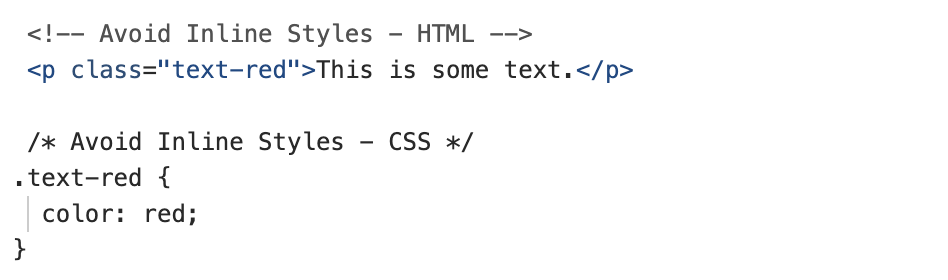 <!-- Avoid Inline Styles - HTML -->
<p class="text-red">This is some text.</p>
/* Avoid Inline Styles - CSS */
.text-red {
color: red;
}